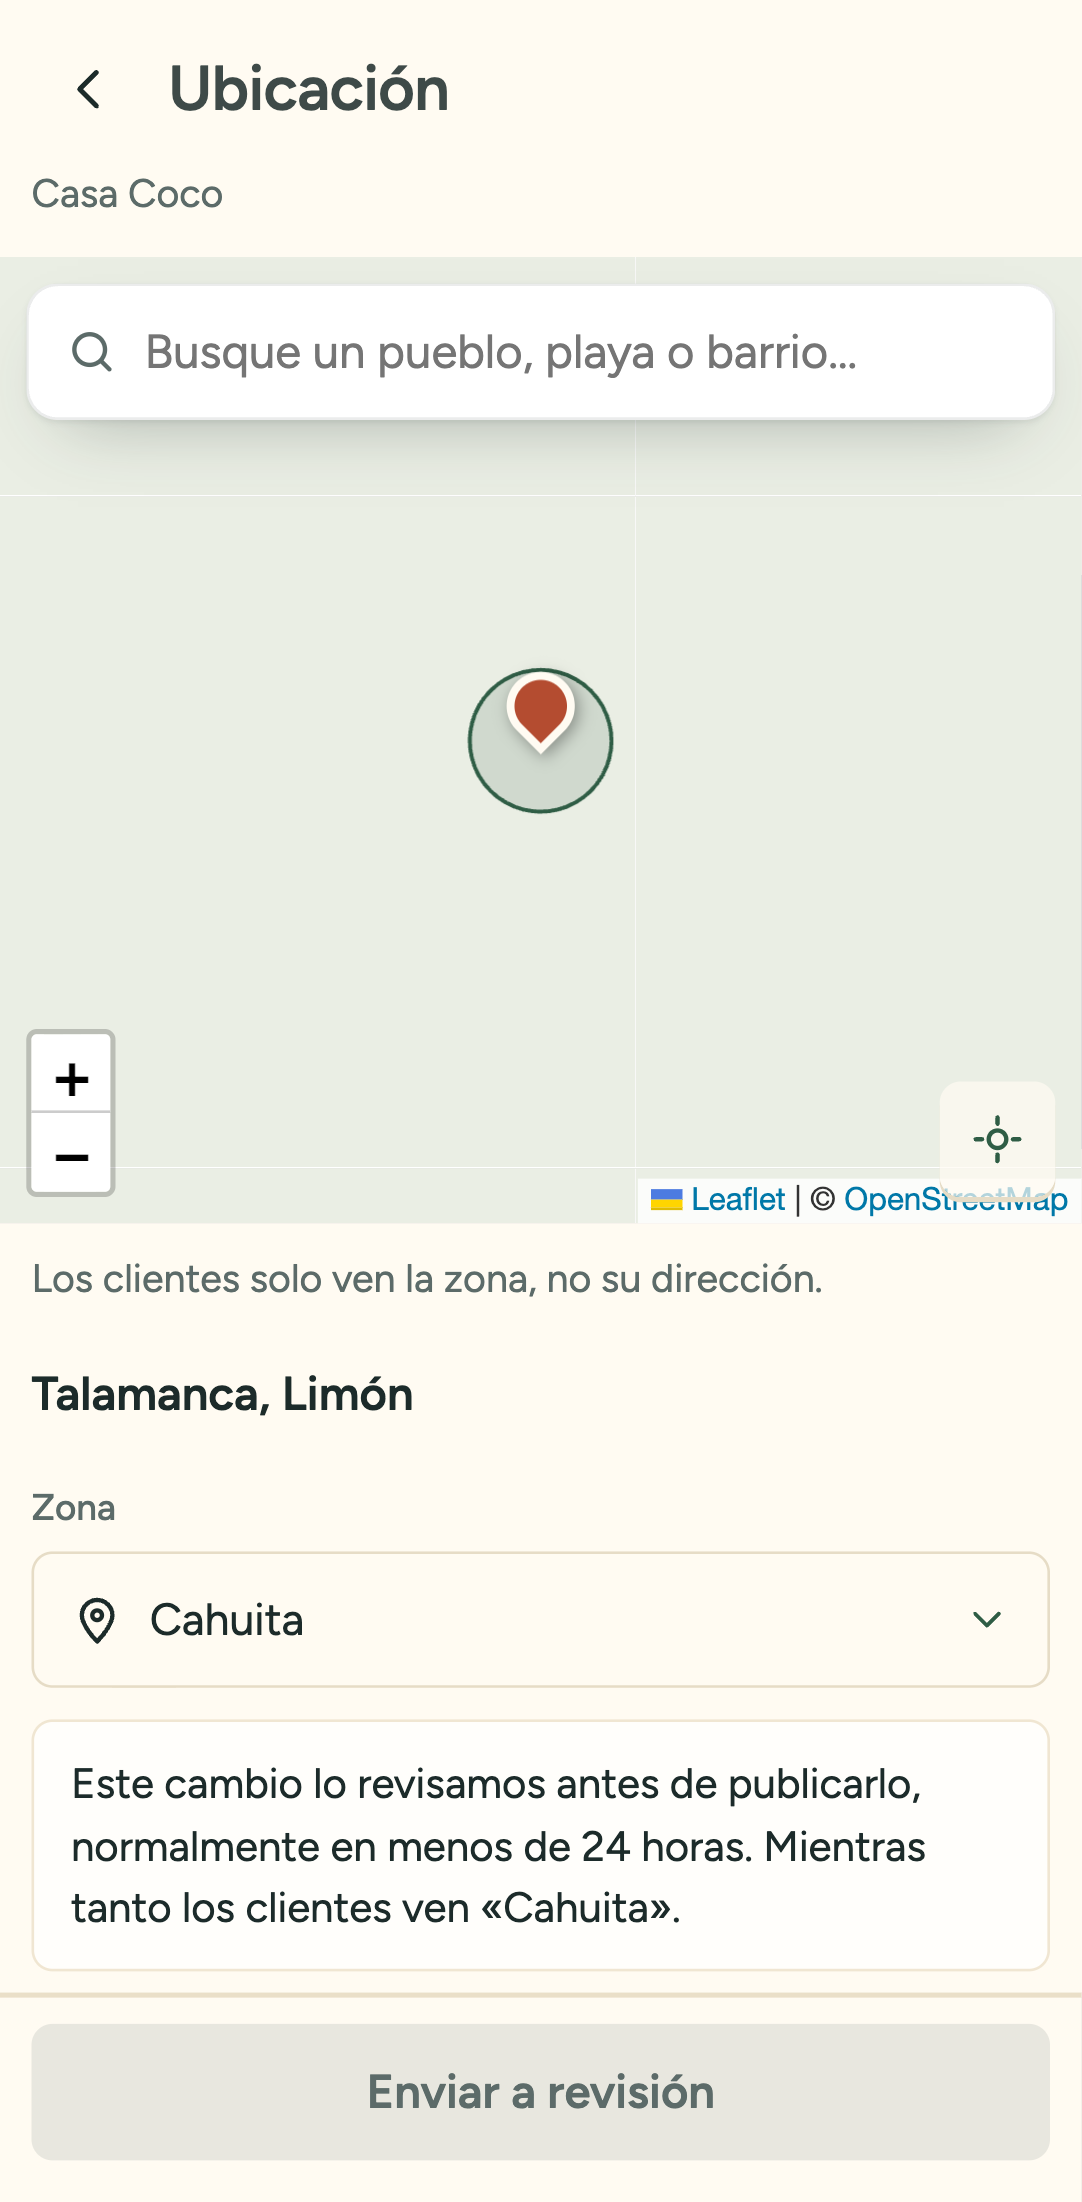 Ubicación
Casa Coco
Busque un pueblo, playa o barrio...
+
−
Leaflet | © OpenStreetMap
Los clientes solo ven la zona, no su dirección.
Talamanca, Limón
Zona
Cahuita
Este cambio lo revisamos antes de publicarlo,
normalmente en menos de 24 horas. Mientras
tanto los clientes ven «Cahuita».
Enviar a revisión